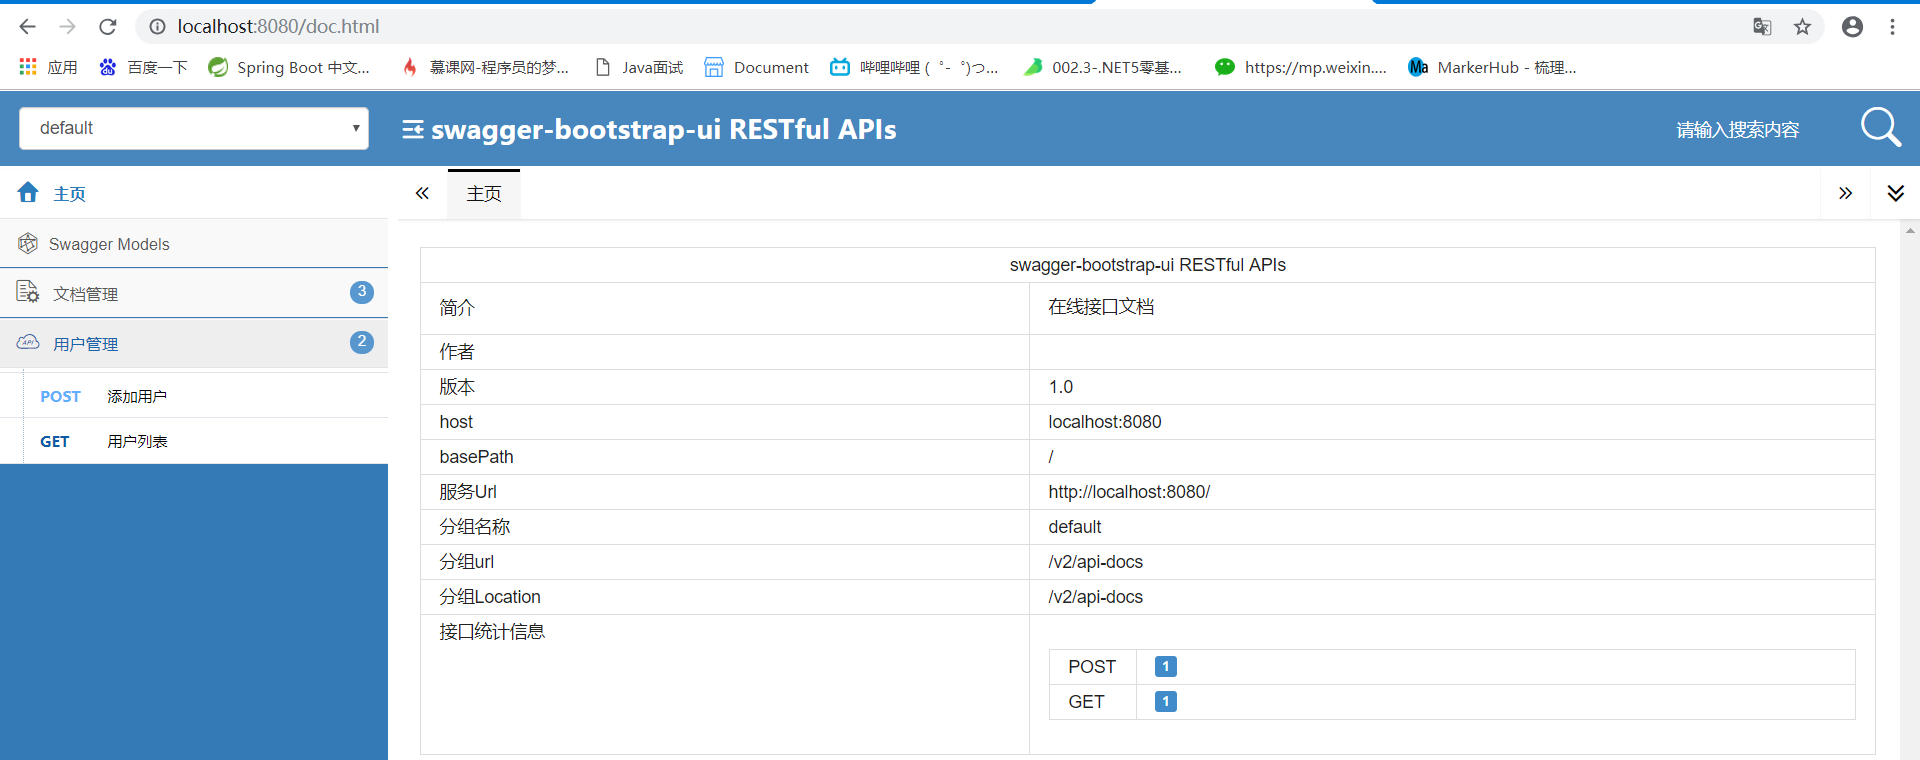 localhost:8080/doc.html
应用 百度一下 Spring Boot 中文... 慕课网-程序员的梦... Java面试 Document 哔哩哔哩 ( ゜- ゜)つ... 002.3-.NET5零基... https://mp.weixin.... Ma MarkerHub - 梳理...
default swagger-bootstrap-ui RESTful APIs 请输入搜索内容
主页
Swagger Models
文档管理 3
API 用户管理 2
POST 添加用户
GET 用户列表
主页
swagger-bootstrap-ui RESTful APIs
简介 在线接口文档
作者
版本 1.0
host localhost:8080
basePath /
服务Url http://localhost:8080/
分组名称 default
分组url /v2/api-docs
分组Location /v2/api-docs
接口统计信息
POST 1
GET 1